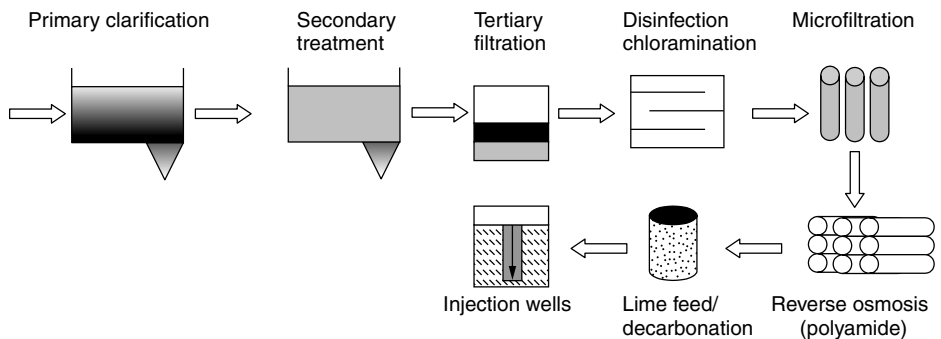 Primary clarification
Secondary
treatment
Tertiary
filtration
Disinfection
chloramination
Microfiltration
Injection wells
Lime feed/
decarbonation
Reverse osmosis
(polyamide)